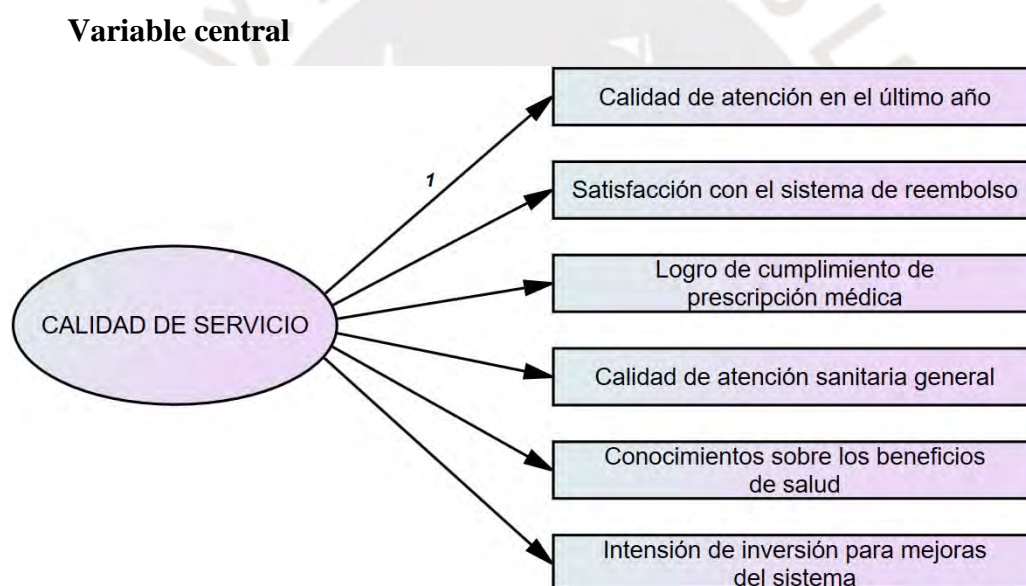 Variable central
Calidad de atención en el último año
1
Satisfacción con el sistema de reembolso
Logro de cumplimiento de
prescripción médica
CALIDAD DE SERVICIO
Calidad de atención sanitaria general
Conocimientos sobre los beneficios
de salud
Intensión de inversión para mejoras
del sistema